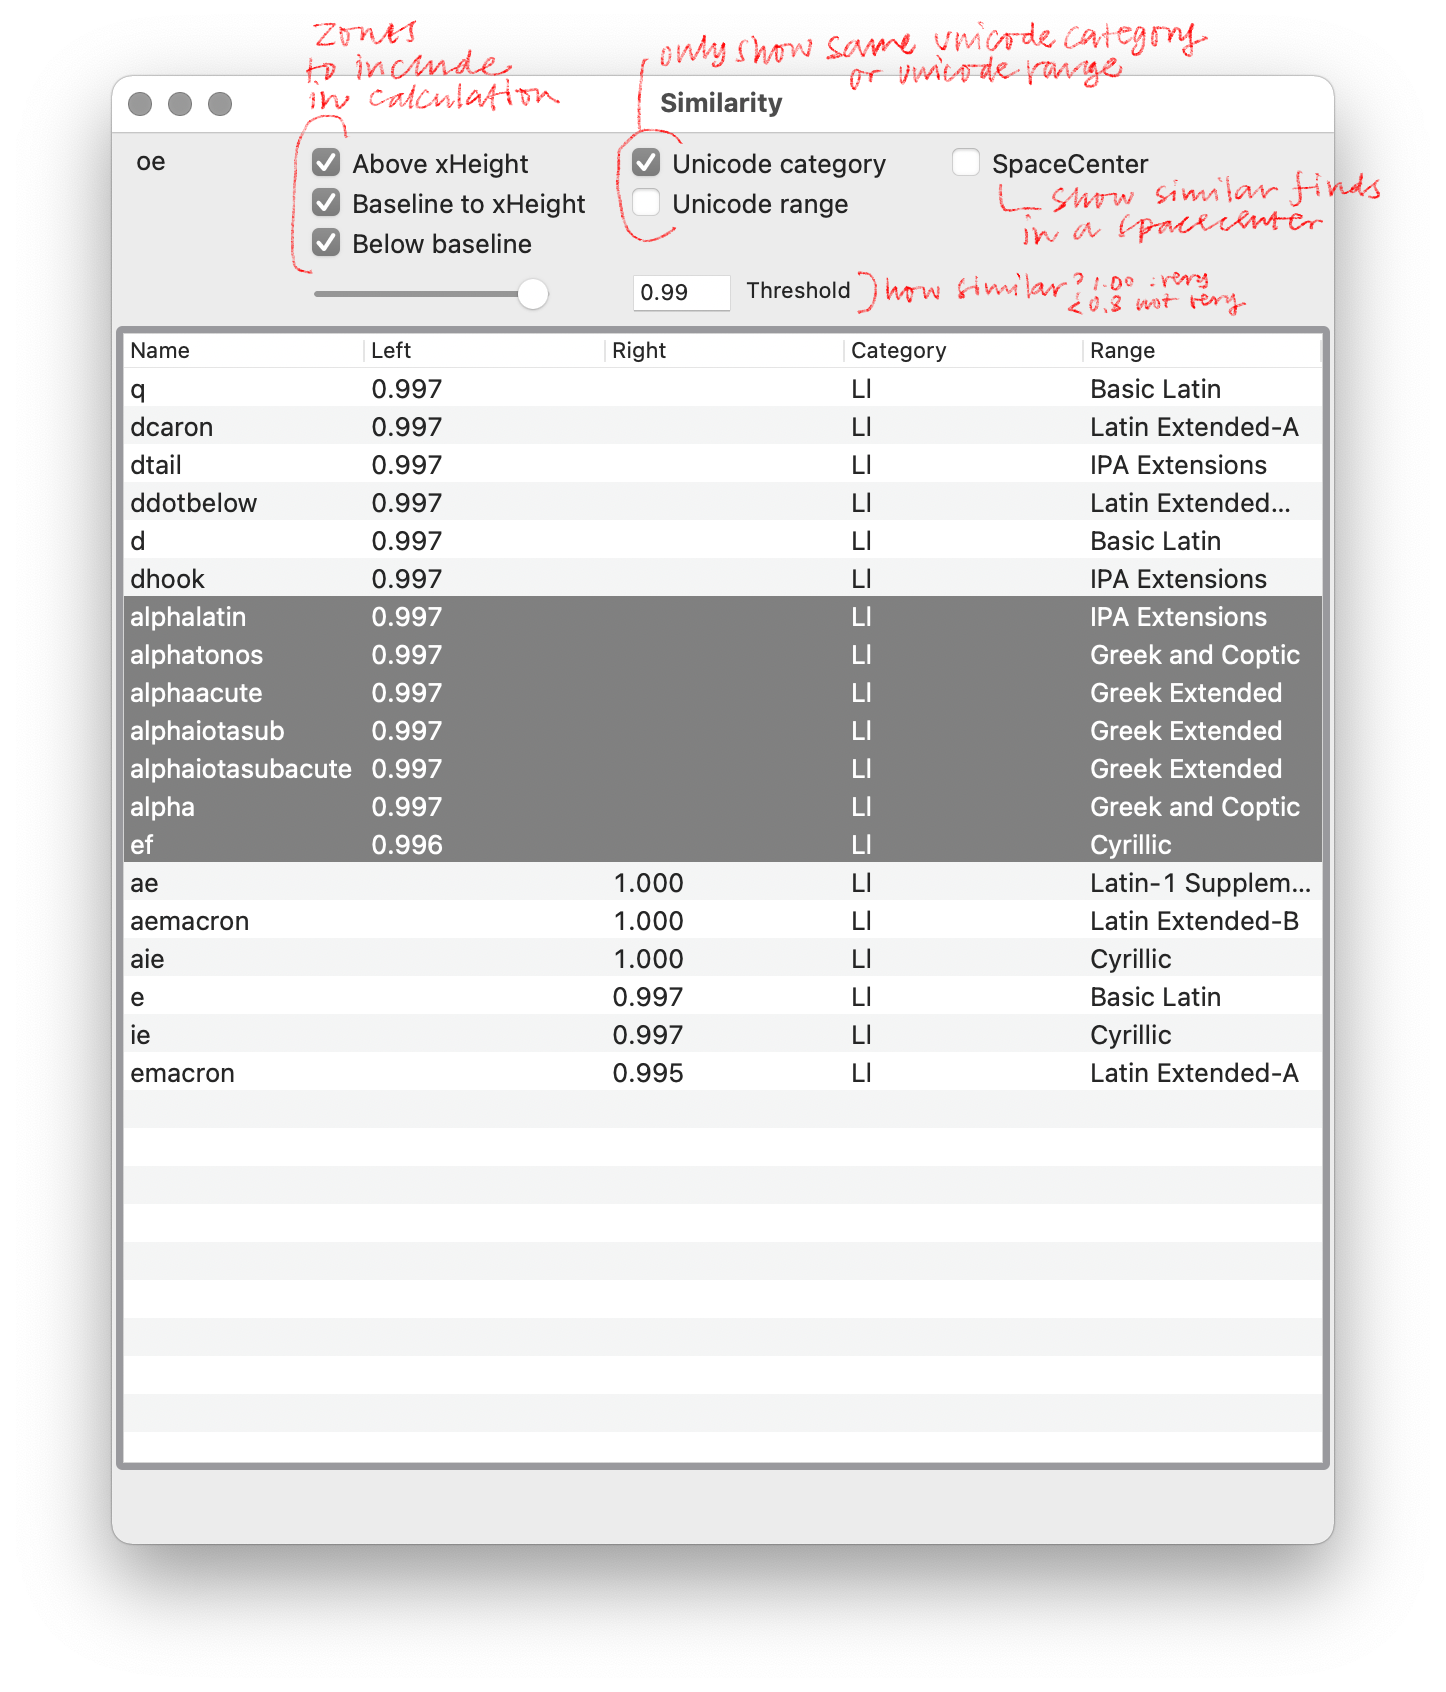 zones
to include
in calculation
only show same unicode category
or unicode range
Similarity
oe
Above xHeight
Baseline to xHeight
Below baseline
Unicode category
Unicode range
SpaceCenter
show similar finds
in a spacecenter
0.99 Threshold
how similar? 1.00 : very
<0.8 not very
Name Left Right Category Range
q 0.997 Ll Basic Latin
dcaron 0.997 Ll Latin Extended-A
dtail 0.997 Ll IPA Extensions
ddotbelow 0.997 Ll Latin Extended...
d 0.997 Ll Basic Latin
dhook 0.997 Ll IPA Extensions
alphalatin 0.997 Ll IPA Extensions
alphatonos 0.997 Ll Greek and Coptic
alphaacute 0.997 Ll Greek Extended
alphaiotasub 0.997 Ll Greek Extended
alphaiotasubacute 0.997 Ll Greek Extended
alpha 0.997 Ll Greek and Coptic
ef 0.996 Ll Cyrillic
ae 1.000 Ll Latin-1 Supplem...
aemacron 1.000 Ll Latin Extended-B
aie 1.000 Ll Cyrillic
e 0.997 Ll Basic Latin
ie 0.997 Ll Cyrillic
emacron 0.995 Ll Latin Extended-A